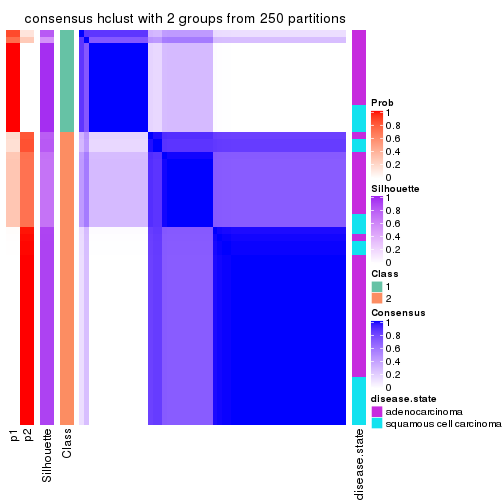 consensus hclust with 2 groups from 250 partitions
Prob
1
0.8
0.6
0.4
0.2
0
Silhouette
1
0.8
0.6
0.4
0.2
0
Class
1
2
Consensus
1
0.8
0.6
0.4
0.2
0
disease.state
adenocarcinoma
squamous cell carcinoma
p1
p2
Silhouette
Class
disease.state